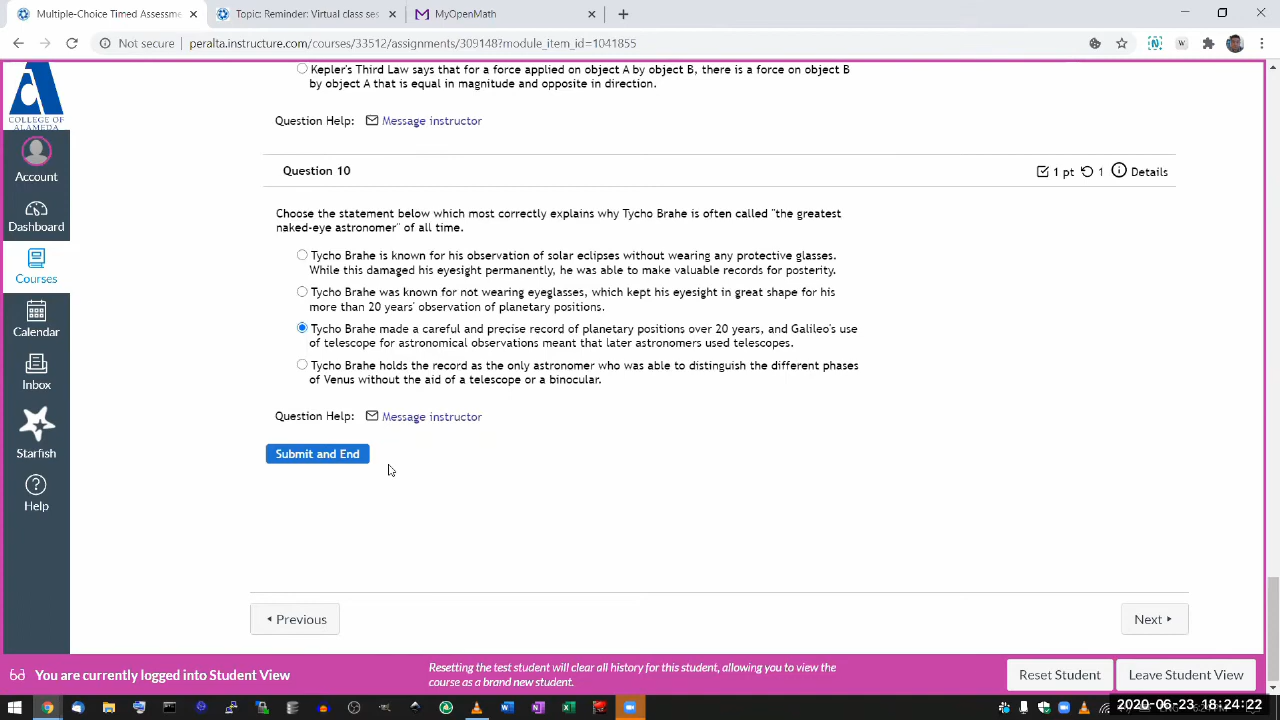 Multiple-Choice Timed Assessme
Topic Reminder: Virtual class ses
MyOpenMath
Not secure | peralta.instructure.com/courses/33512/assignments/309148?module_item_id=1041855
COLLEGE OF
ALAMEDA
Account
Dashboard
Courses
Calendar
Inbox
Starfish
Help
Kepler's Third Law says that for a force applied on object A by object B, there is a force on object B
by object A that is equal in magnitude and opposite in direction.
Question Help: Message instructor
Question 10
1 pt 1 Details
Choose the statement below which most correctly explains why Tycho Brahe is often called "the greatest
naked-eye astronomer" of all time.
Tycho Brahe is known for his observation of solar eclipses without wearing any protective glasses.
While this damaged his eyesight permanently, he was able to make valuable records for posterity.
Tycho Brahe was known for not wearing eyeglasses, which kept his eyesight in great shape for his
more than 20 years' observation of planetary positions.
Tycho Brahe made a careful and precise record of planetary positions over 20 years, and Galileo's use
of telescope for astronomical observations meant that later astronomers used telescopes.
Tycho Brahe holds the record as the only astronomer who was able to distinguish the different phases
of Venus without the aid of a telescope or a binocular.
Question Help: Message instructor
Submit and End
Previous
Next
You are currently logged into Student View
Resetting the test student will clear all history for this student, allowing you to view the
course as a brand new student.
Reset Student
Leave Student View
2020-06-23 18:24:22